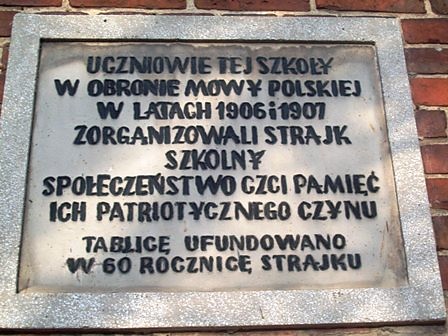 UCZNIOWIE TEJ SZKOŁY
W OBRONIE MOWY POLSKIEJ
W LATACH 1906 i 1907
ZORGANIZOWALI STRAJK
SZKOLNY
SPOŁECZEŃSTWO CZCI PAMIĘĆ
ICH PATRIOTYCZNEGO CZYNU
TABLICĘ UFUNDOWANO
W 60 ROCZNICĘ STRAJKU